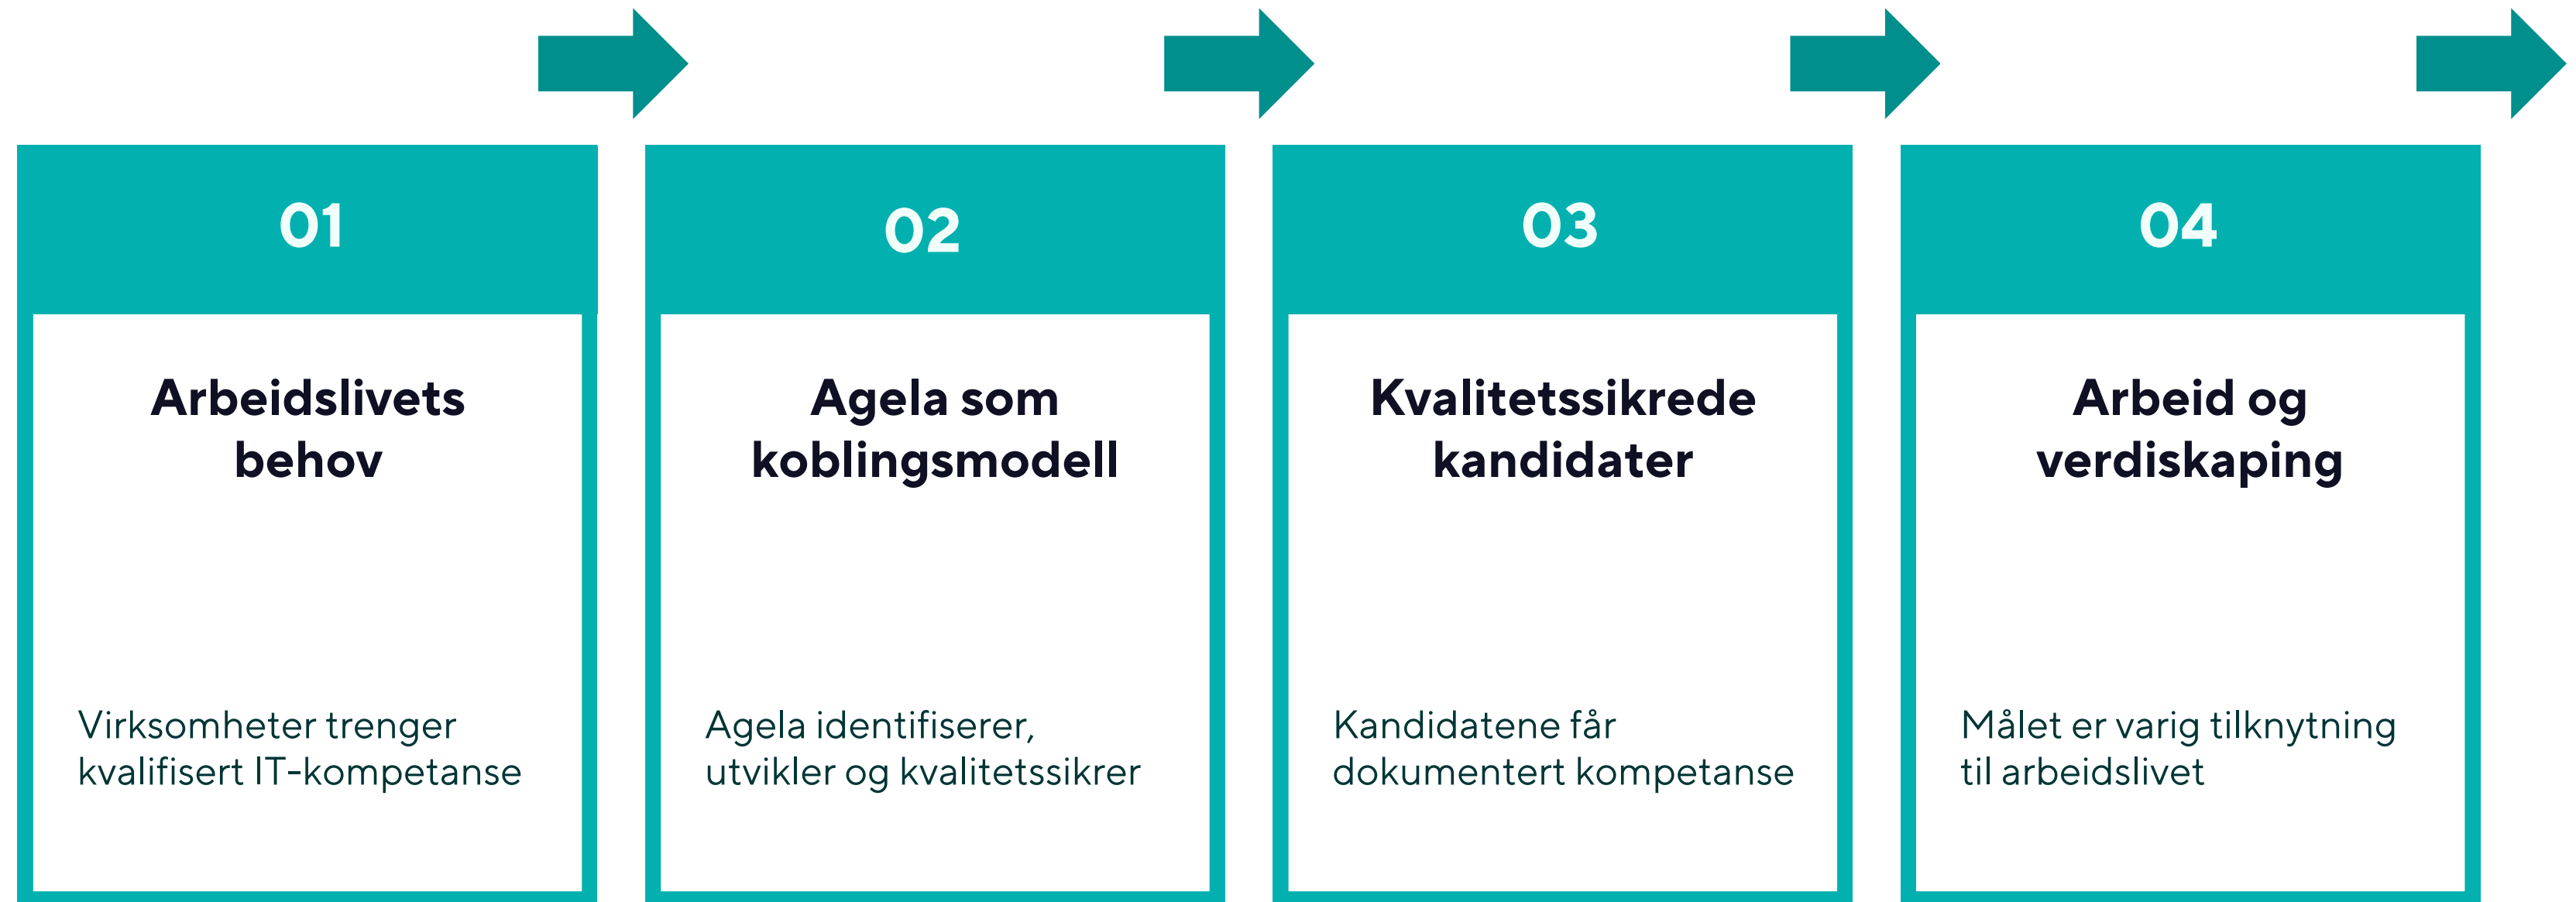 01
Arbeidslivets
behov
Virksomheter trenger
kvalifisert IT-kompetanse
02
Agela som
koblingsmodell
Agela identifiserer,
utvikler og kvalitetssikrer
03
Kvalitetssikrede
kandidater
Kandidatene får
dokumentert kompetanse
04
Arbeid og
verdiskaping
Målet er varig tilknytning
til arbeidslivet